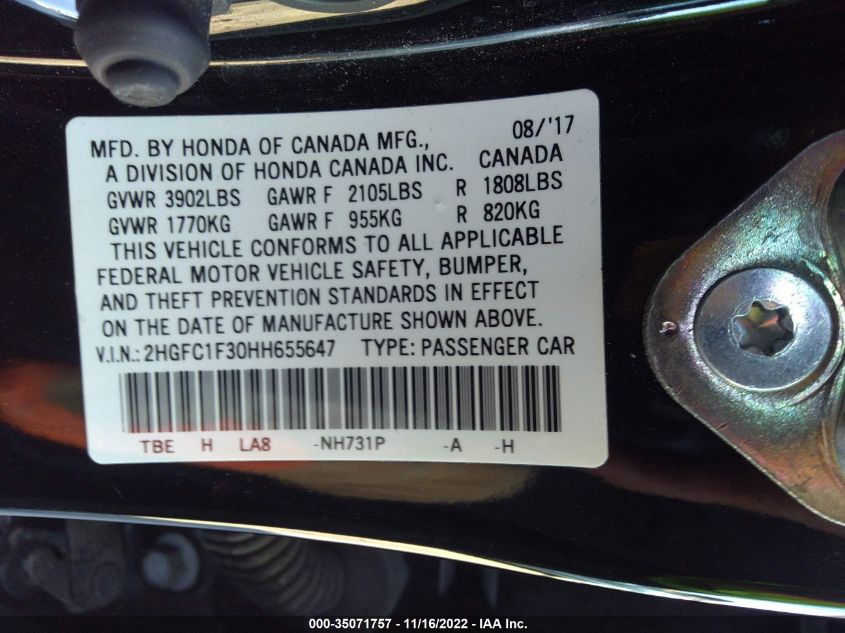 08/'17
MFD. BY HONDA OF CANADA MFG.,
A DIVISION OF HONDA CANADA INC. CANADA
GVWR 3902LBS GAWR F 2105LBS R 1808LBS
GVWR 1770KG GAWR F 955KG R 820KG
THIS VEHICLE CONFORMS TO ALL APPLICABLE
FEDERAL MOTOR VEHICLE SAFETY, BUMPER,
AND THEFT PREVENTION STANDARDS IN EFFECT
ON THE DATE OF MANUFACTURE SHOWN ABOVE.
V.I.N.: 2HGFC1F30HH655647 TYPE: PASSENGER CAR
TBE H LA8 -NH731P -A -H
000-35071757 - 11/16/2022 - IAA Inc.